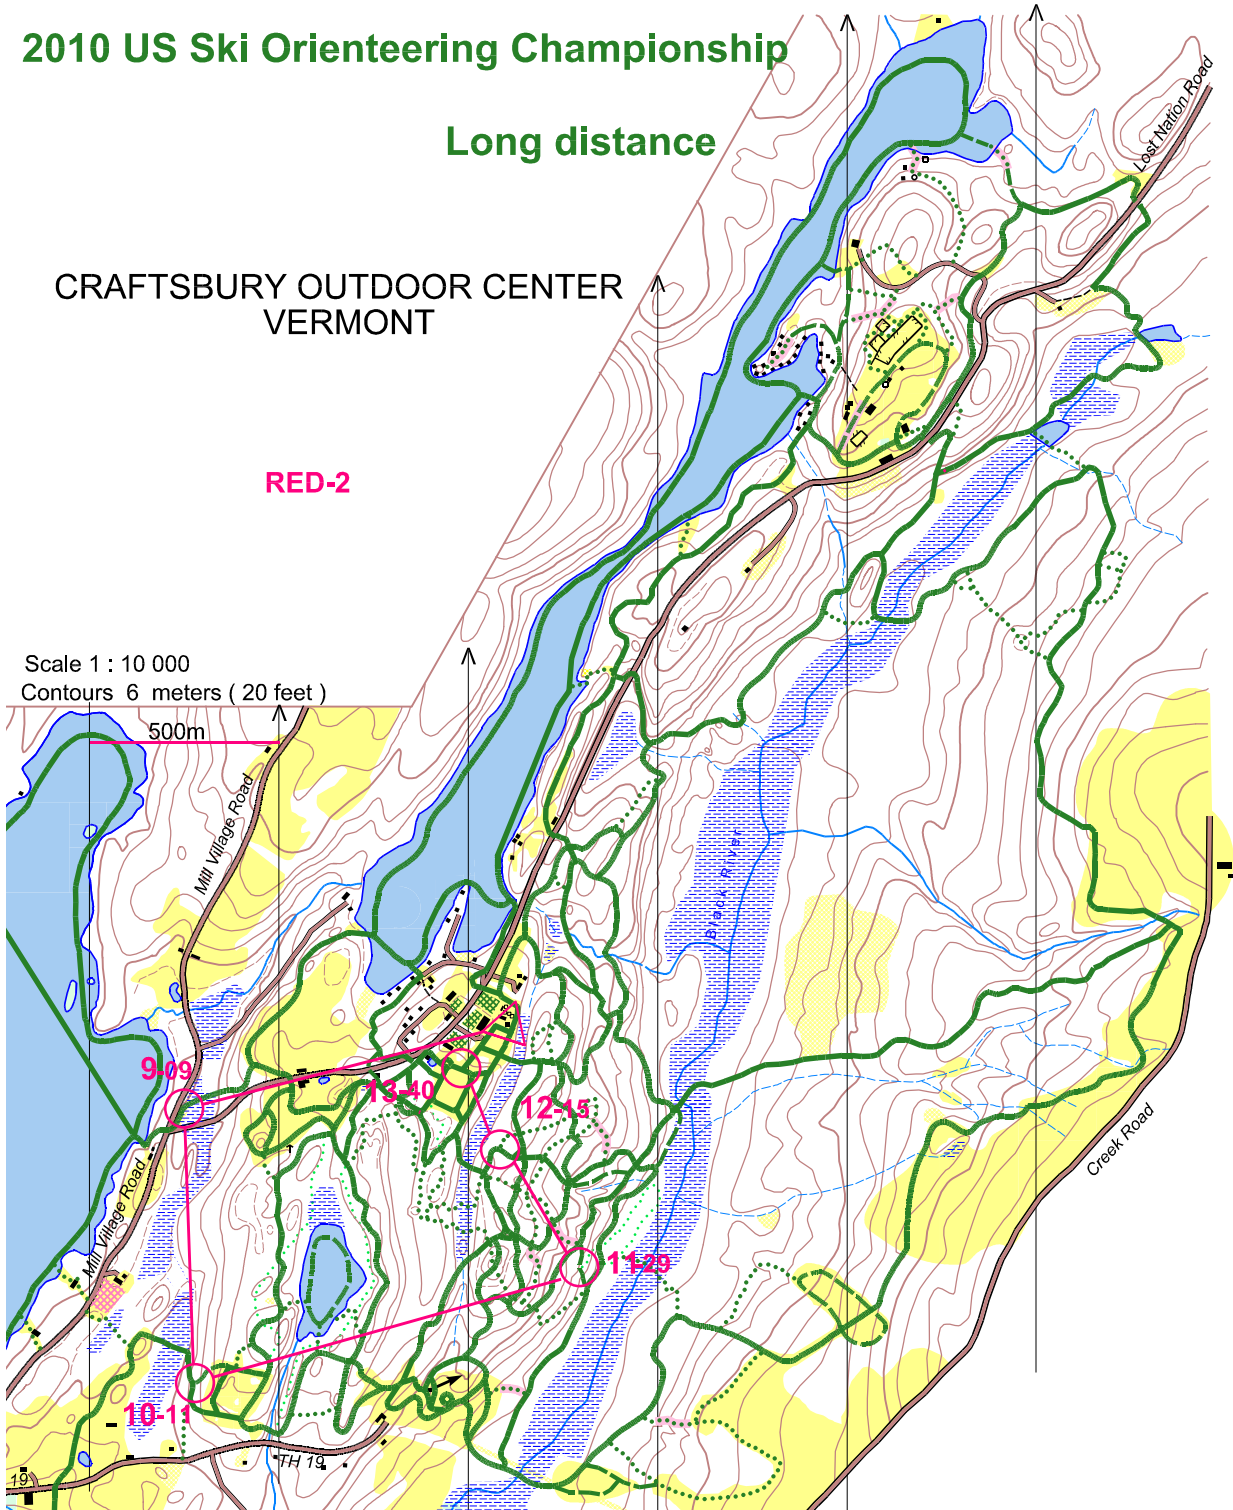 2010 US Ski Orienteering Championship
Long distance
Lost Nation Road
CRAFTSBURY OUTDOOR CENTER
VERMONT
RED-2
Scale 1 : 10 000
Contours 6 meters ( 20 feet )
500m
Mill Village Road
Black River
9-09
13-40
12-15
Creek Road
Mill Village Road
11-29
10-11
TH 19
19